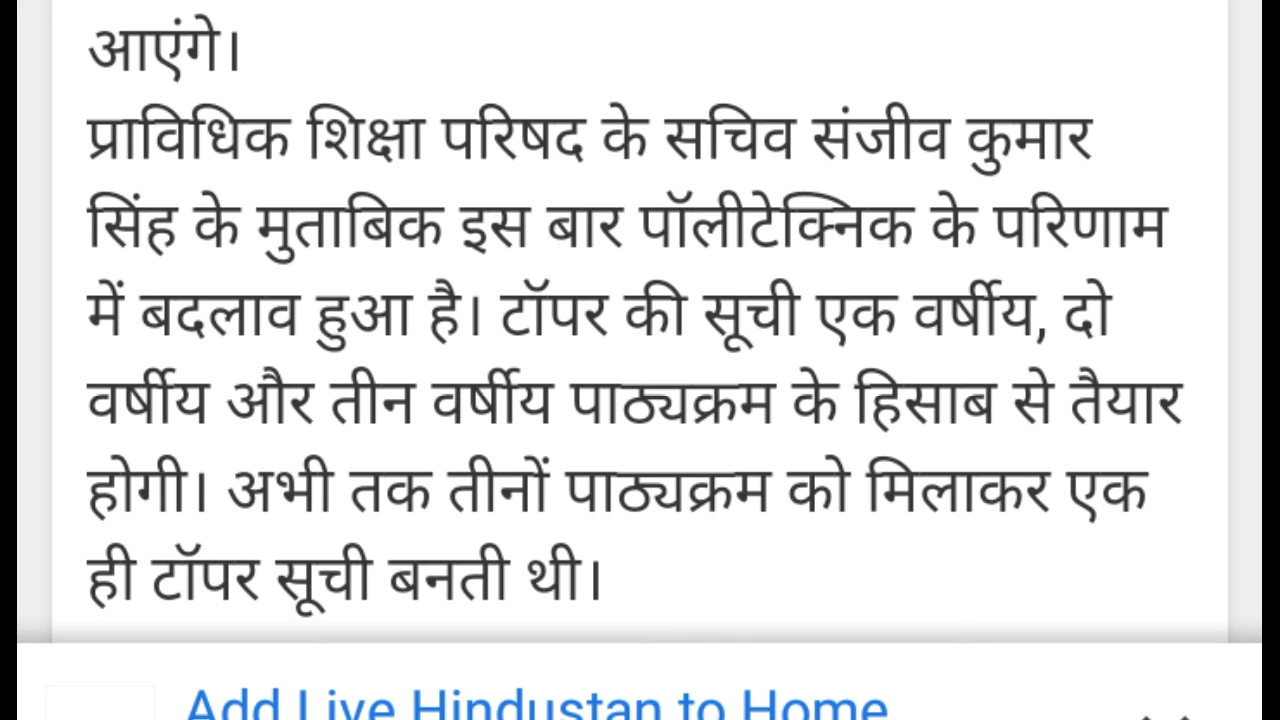 आएंगे।
प्राविधिक शिक्षा परिषद के सचिव संजीव कुमार
सिंह के मुताबिक इस बार पॉलीटेक्निक के परिणाम
में बदलाव हुआ है। टॉपर की सूची एक वर्षीय, दो
वर्षीय और तीन वर्षीय पाठ्यक्रम के हिसाब से तैयार
होगी। अभी तक तीनों पाठ्यक्रम को मिलाकर एक
ही टॉपर सूची बनती थी।
Add Live Hindustan to Home